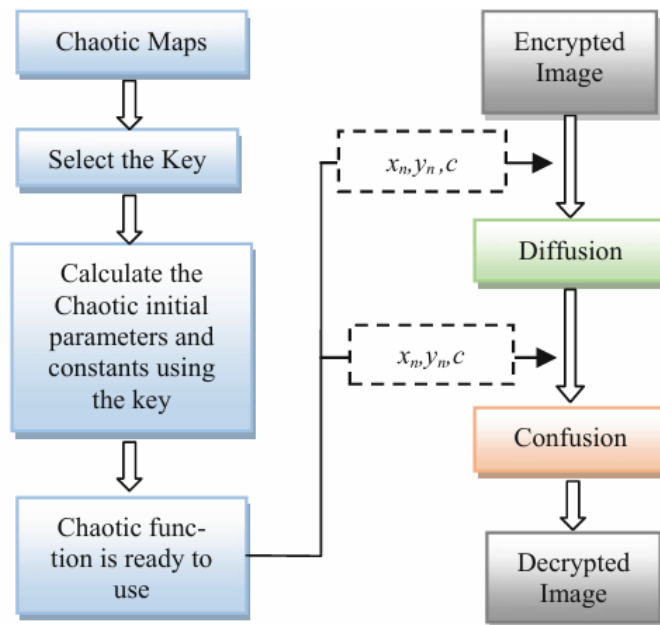 Chaotic Maps
Select the Key
Calculate the
Chaotic initial
parameters and
constants using
the key
Chaotic func-
tion is ready to
use
xₙ,yₙ,c
xₙ,yₙ,c
Encrypted
Image
Diffusion
Confusion
Decrypted
Image